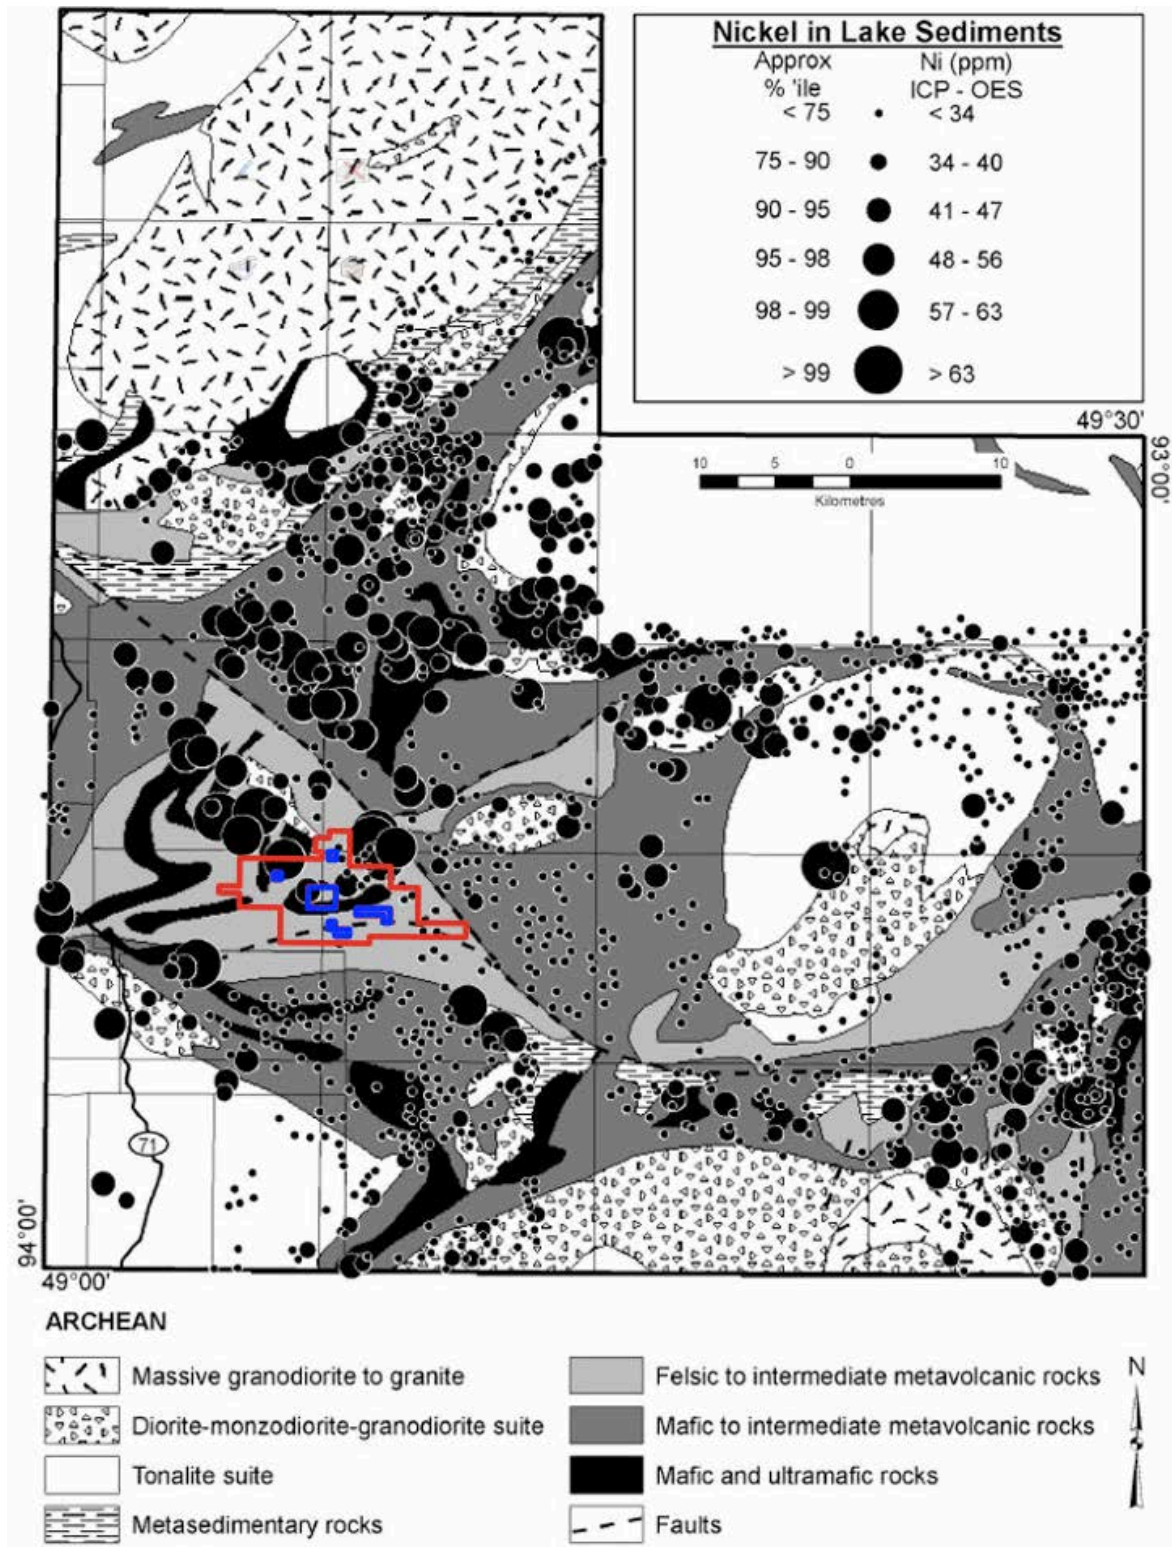 Nickel in Lake Sediments
Approx Ni (ppm)
% 'ile ICP - OES
< 75 < 34
75 - 90 34 - 40
90 - 95 41 - 47
95 - 98 48 - 56
98 - 99 57 - 63
> 99 > 63
49°30'
93°00'
10 5 0 10
Kilometres
71
94°00'
49°00'
ARCHEAN
Massive granodiorite to granite
Diorite-monzodiorite-granodiorite suite
Tonalite suite
Metasedimentary rocks
Felsic to intermediate metavolcanic rocks
Mafic to intermediate metavolcanic rocks
Mafic and ultramafic rocks
Faults
N